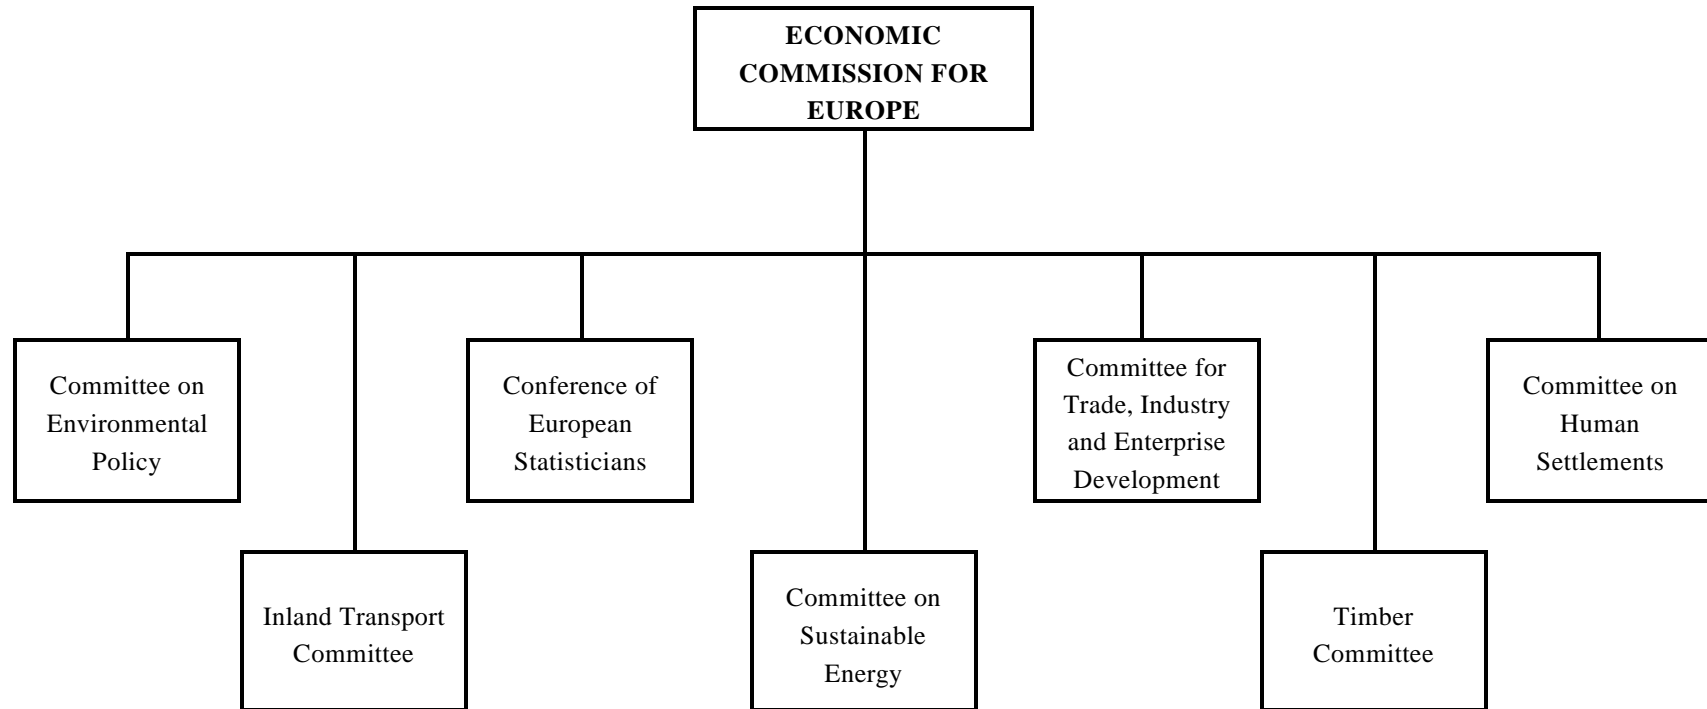 ECONOMIC
COMMISSION FOR
EUROPE
Committee on
Environmental
Policy
Conference of
European
Statisticians
Committee for
Trade, Industry
and Enterprise
Development
Committee on
Human
Settlements
Inland Transport
Committee
Committee on
Sustainable
Energy
Timber
Committee